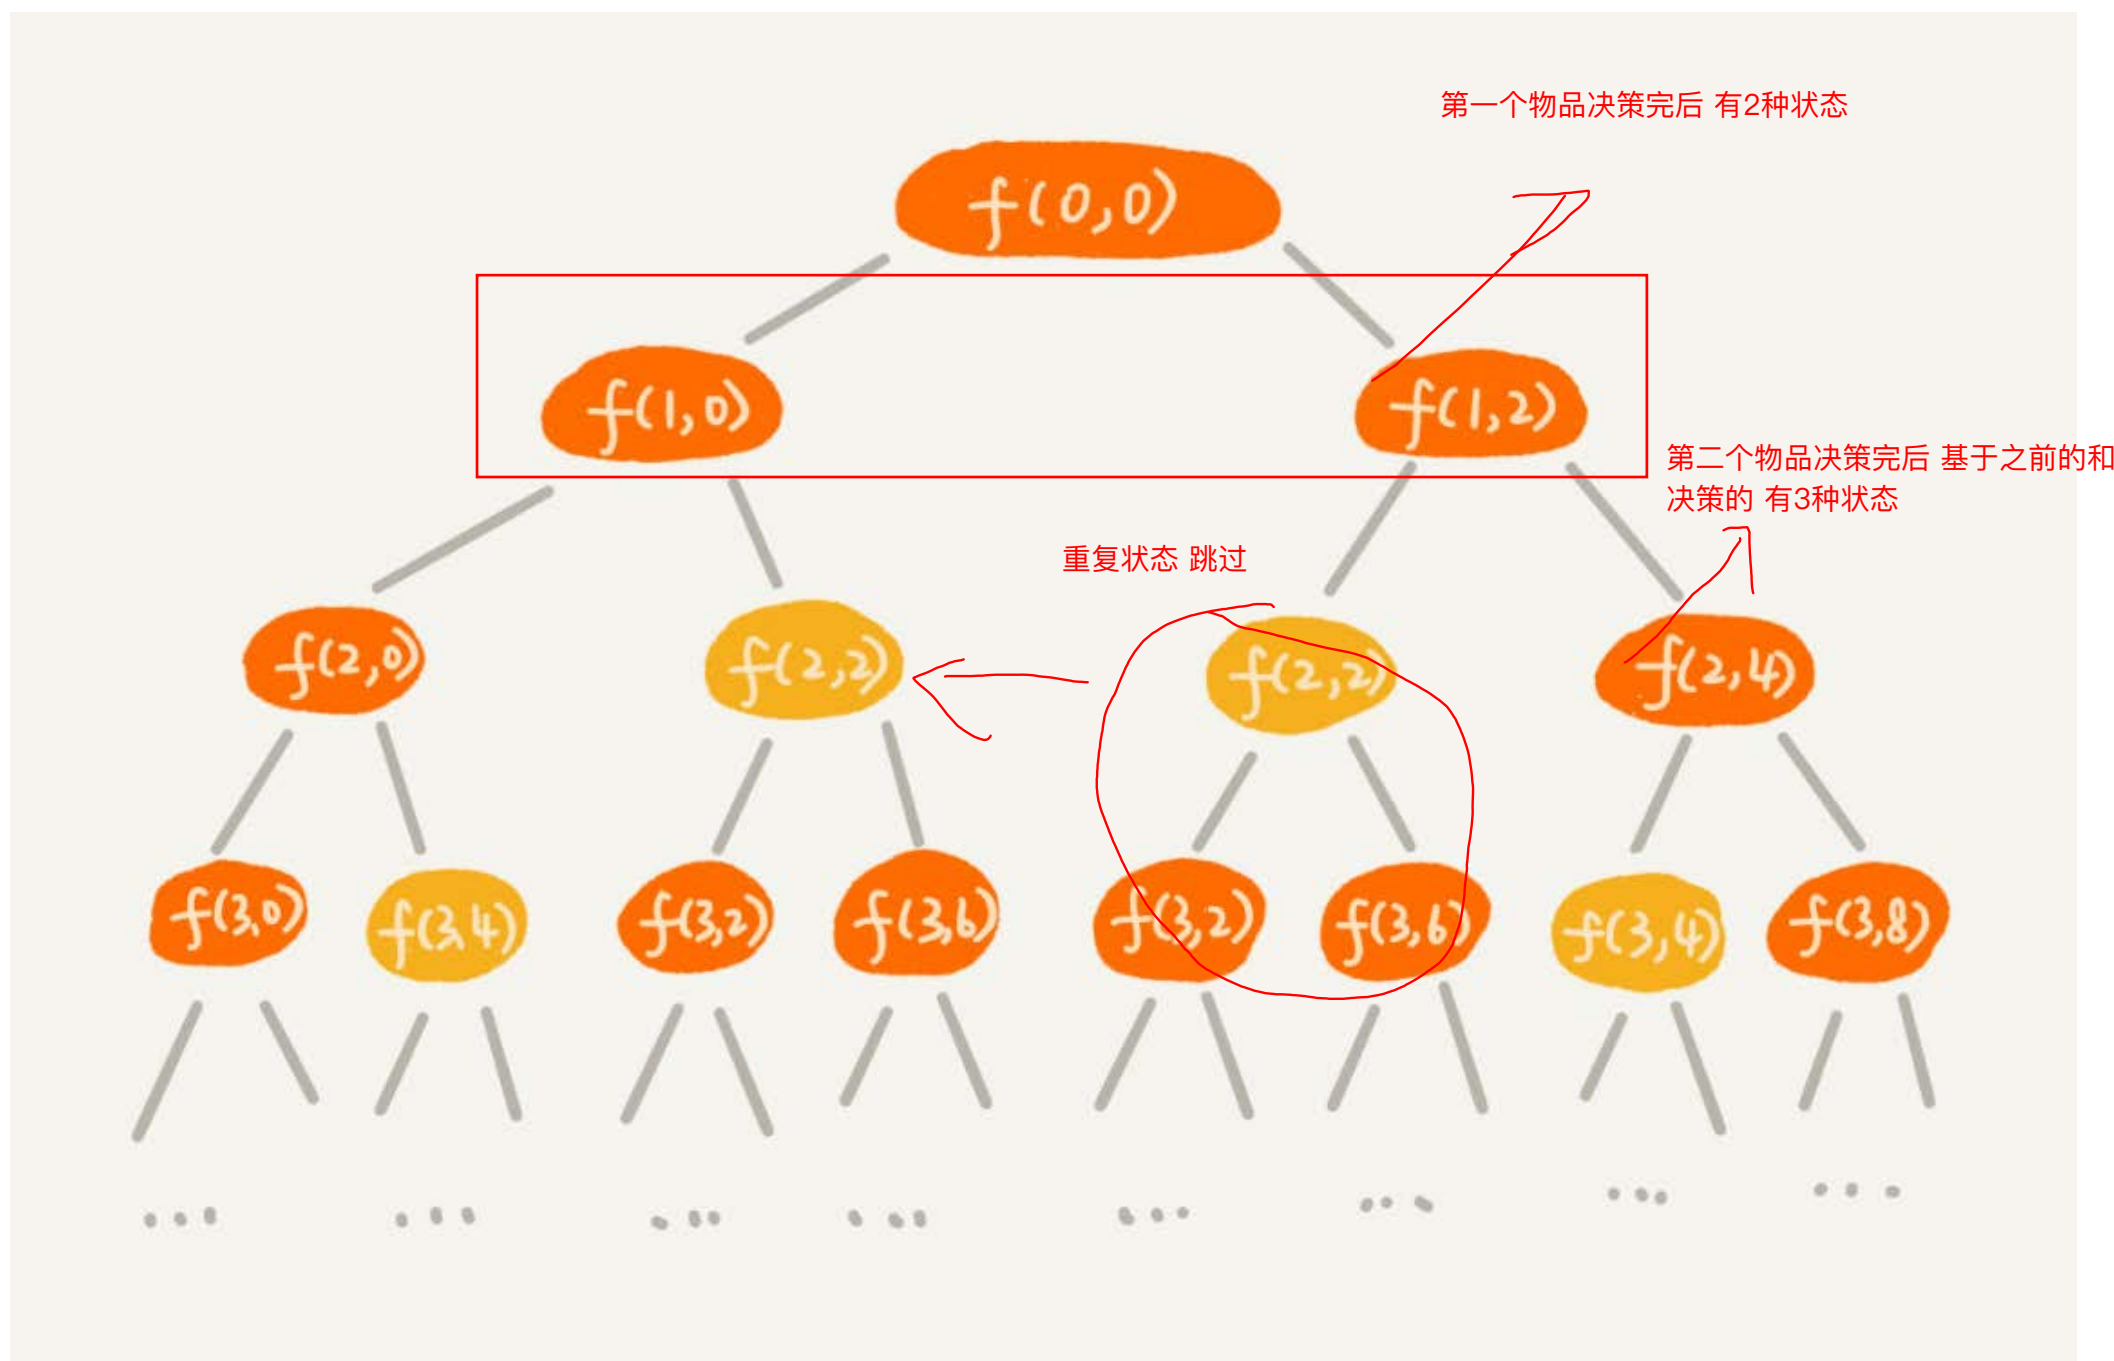 第一个物品决策完后 有2种状态
f(0,0)
f(1,0)
f(1,2)
第二个物品决策完后 基于之前的和
决策的 有3种状态
重复状态 跳过
f(2,0)
f(2,2)
f(2,2)
f(2,4)
f(3,0)
f(3,4)
f(3,2)
f(3,6)
f(3,2)
f(3,6)
f(3,4)
f(3,8)